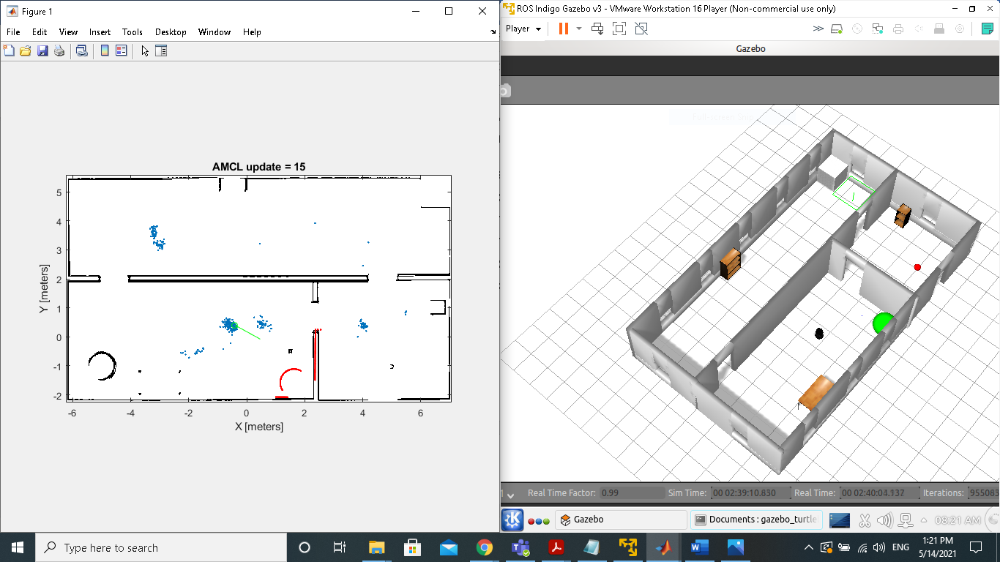 Figure 1
File Edit View Insert Tools Desktop Window Help
AMCL update = 15
5
4
3
2
1
0
-1
-2
Y [meters]
-6 -4 -2 0 2 4 6
X [meters]
ROS Indigo Gazebo v3 - VMware Workstation 16 Player (Non-commercial use only)
Player
Gazebo
Real Time Factor: 0.99 Sim Time: 00 02:39:10.830 Real Time: 00 02:40:04.137 Iterations: 955083
Gazebo
Documents : gazebo_turtle
08:21 AM
Type here to search
ENG
1:21 PM
5/14/2021